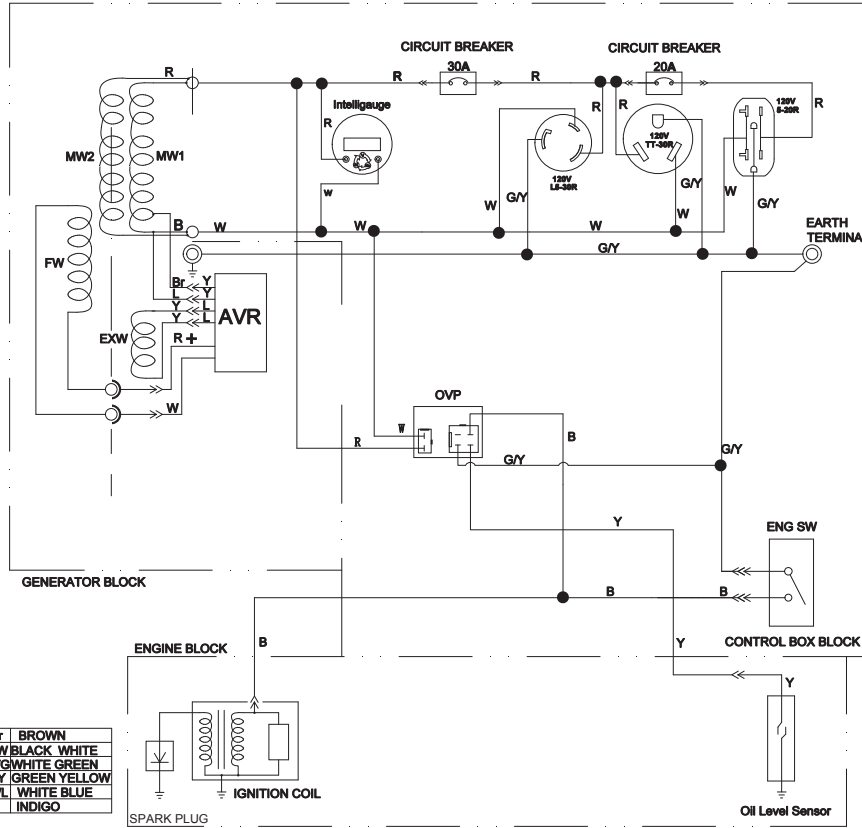 CIRCUIT BREAKER
30A
CIRCUIT BREAKER
20A
R
R
R
R
R
R
R
120V
5-20R
Intelligauge
MW2
MW1
120V
L5-30R
120V
TT-30R
W
G/Y
W
G/Y
W
W
G/Y
B
W
W
W
G/Y
EARTH
TERMINA
FW
Br
Y
L
Y
Y
L
Y
L
AVR
EXW
R +
W
OVP
W
R
B
G/Y
G/Y
Y
ENG SW
GENERATOR BLOCK
B
B
ENGINE BLOCK
B
Y
CONTROL BOX BLOCK
Y
BROWN
BLACK WHITE
WHITE GREEN
Y GREEN YELLOW
WHITE BLUE
INDIGO
IGNITION COIL
SPARK PLUG
Oil Level Sensor